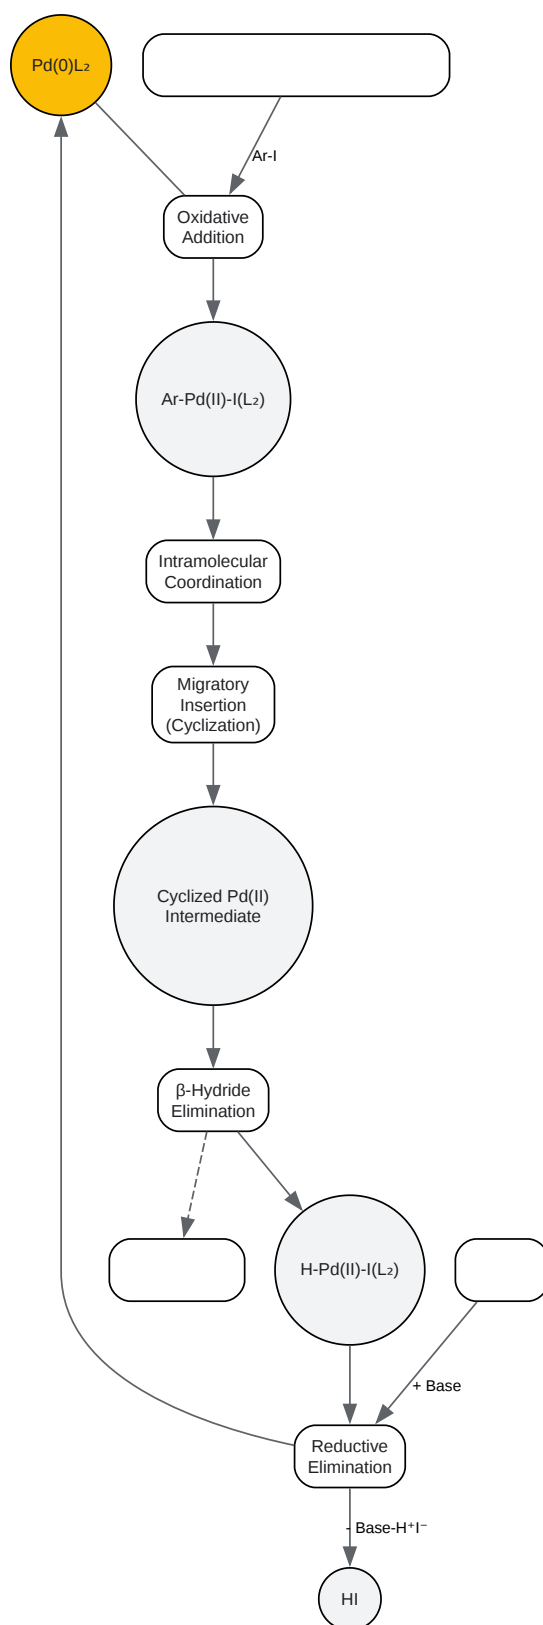 Pd(0)L₂
Ar-I
Oxidative
Addition
Ar-Pd(II)-I(L₂)
Intramolecular
Coordination
Migratory
Insertion
(Cyclization)
Cyclized Pd(II)
Intermediate
β-Hydride
Elimination
H-Pd(II)-I(L₂)
+ Base
Reductive
Elimination
- Base-H⁺I⁻
HI